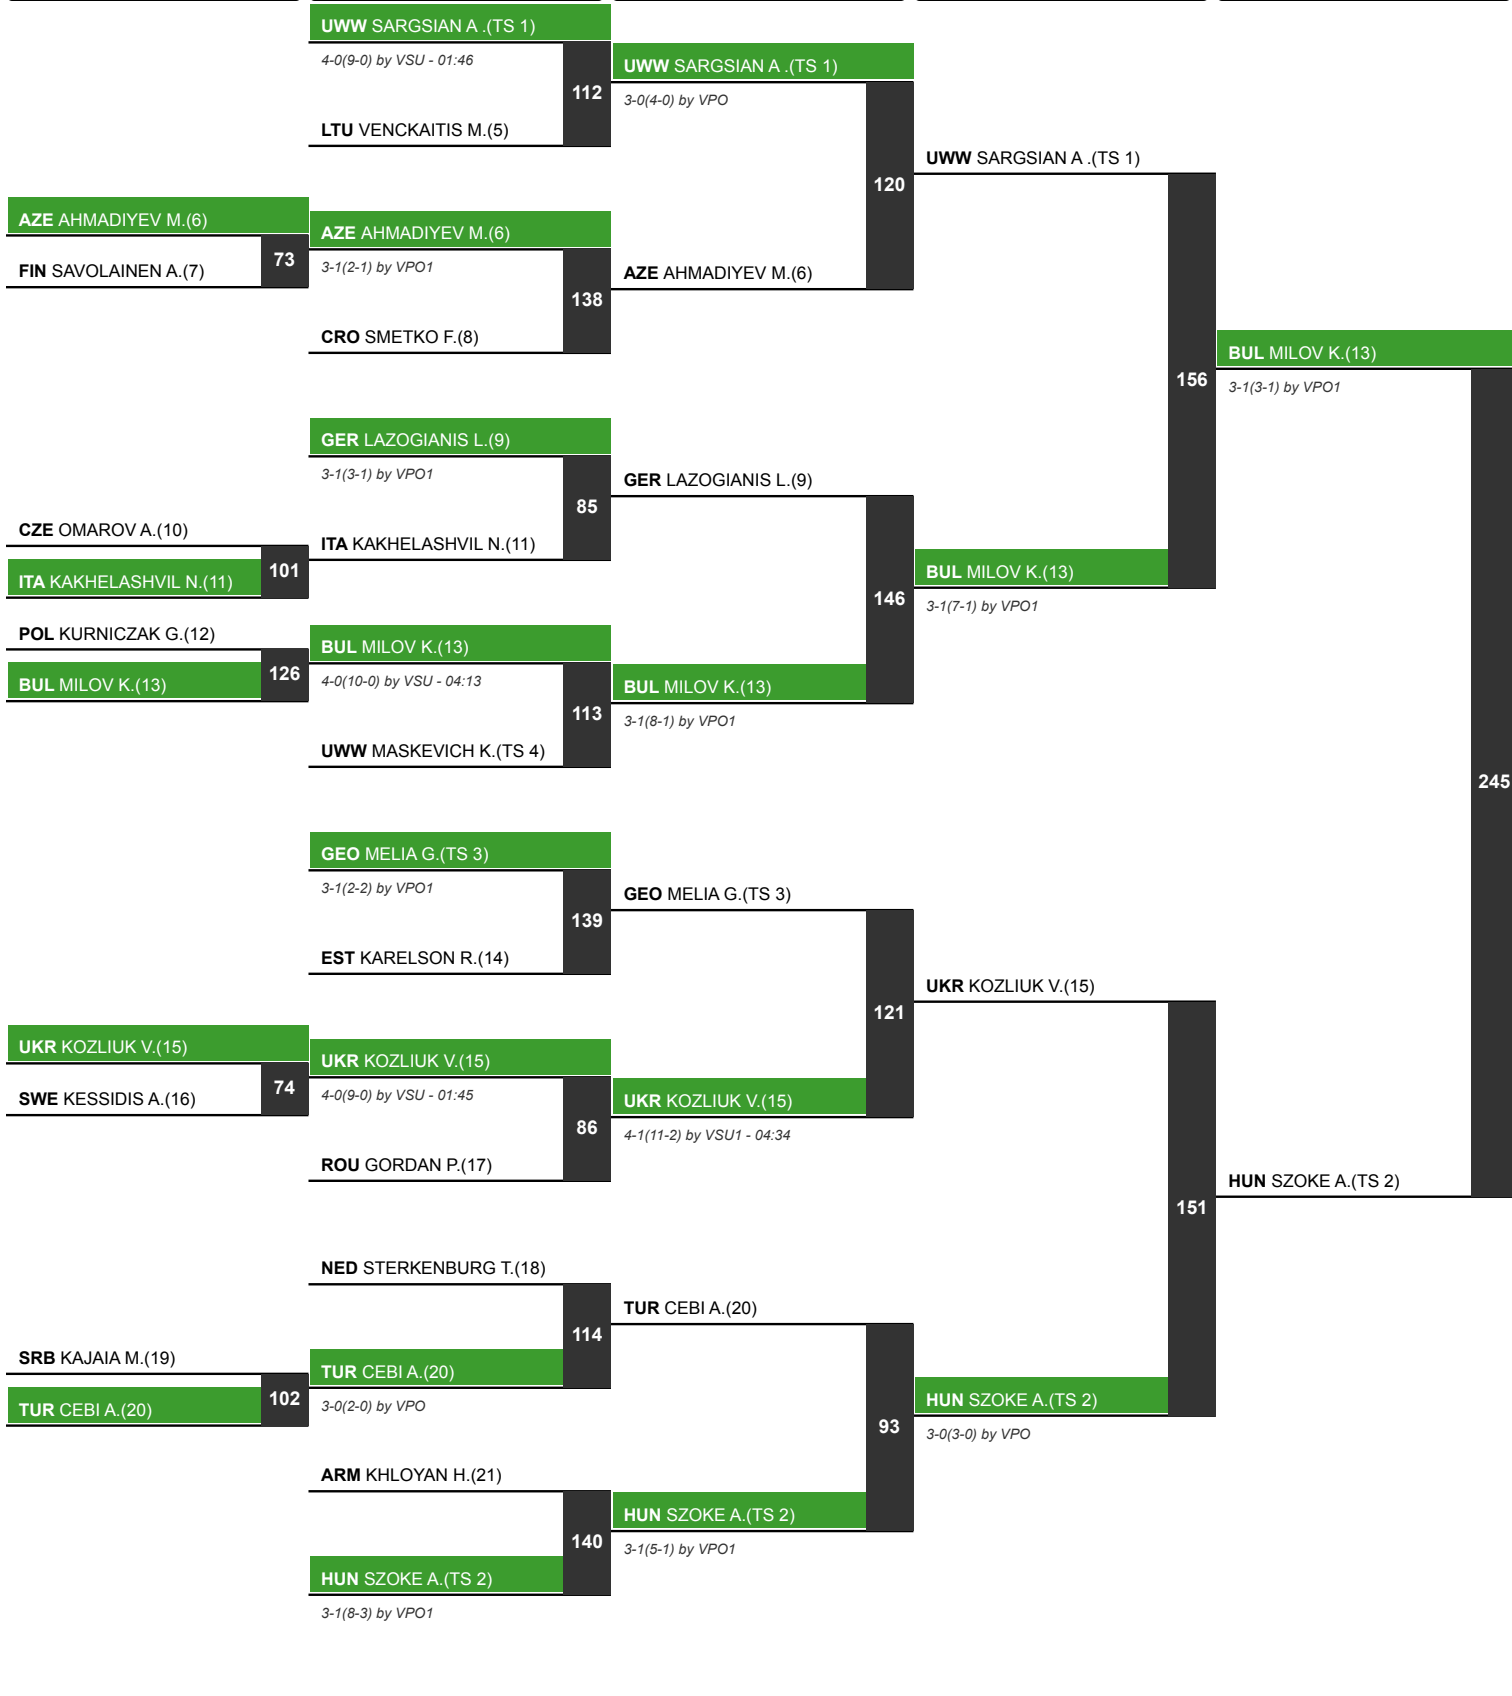 UWW SARGSIAN A .(TS 1)
4-0(9-0) by VSU - 01:46
112
LTU VENCKAITIS M.(5)
AZE AHMADIYEV M.(6)
73
FIN SAVOLAINEN A.(7)
AZE AHMADIYEV M.(6)
3-1(2-1) by VPO1
138
CRO SMETKO F.(8)
GER LAZOGIANIS L.(9)
3-1(3-1) by VPO1
85
CZE OMAROV A.(10)
101
ITA KAKHELASHVIL N.(11)
ITA KAKHELASHVIL N.(11)
POL KURNICZAK G.(12)
126
BUL MILOV K.(13)
BUL MILOV K.(13)
4-0(10-0) by VSU - 04:13
113
UWW MASKEVICH K.(TS 4)
GEO MELIA G.(TS 3)
3-1(2-2) by VPO1
139
EST KARELSON R.(14)
UKR KOZLIUK V.(15)
74
SWE KESSIDIS A.(16)
UKR KOZLIUK V.(15)
4-0(9-0) by VSU - 01:45
86
ROU GORDAN P.(17)
NED STERKENBURG T.(18)
114
SRB KAJAIA M.(19)
102
TUR CEBI A.(20)
TUR CEBI A.(20)
3-0(2-0) by VPO
ARM KHLOYAN H.(21)
140
HUN SZOKE A.(TS 2)
3-1(8-3) by VPO1
UWW SARGSIAN A .(TS 1)
3-0(4-0) by VPO
120
AZE AHMADIYEV M.(6)
GER LAZOGIANIS L.(9)
146
BUL MILOV K.(13)
3-1(8-1) by VPO1
GEO MELIA G.(TS 3)
121
UKR KOZLIUK V.(15)
4-1(11-2) by VSU1 - 04:34
TUR CEBI A.(20)
93
HUN SZOKE A.(TS 2)
3-1(5-1) by VPO1
UWW SARGSIAN A .(TS 1)
156
BUL MILOV K.(13)
3-1(7-1) by VPO1
UKR KOZLIUK V.(15)
151
HUN SZOKE A.(TS 2)
3-0(3-0) by VPO
BUL MILOV K.(13)
3-1(3-1) by VPO1
245
HUN SZOKE A.(TS 2)